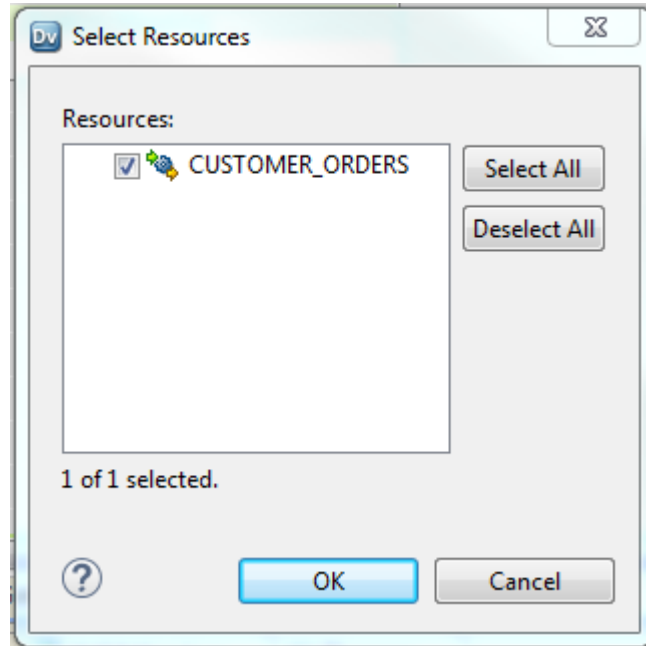 Dv Select Resources
Resources:
CUSTOMER_ORDERS
Select All
Deselect All
1 of 1 selected.
?
OK
Cancel